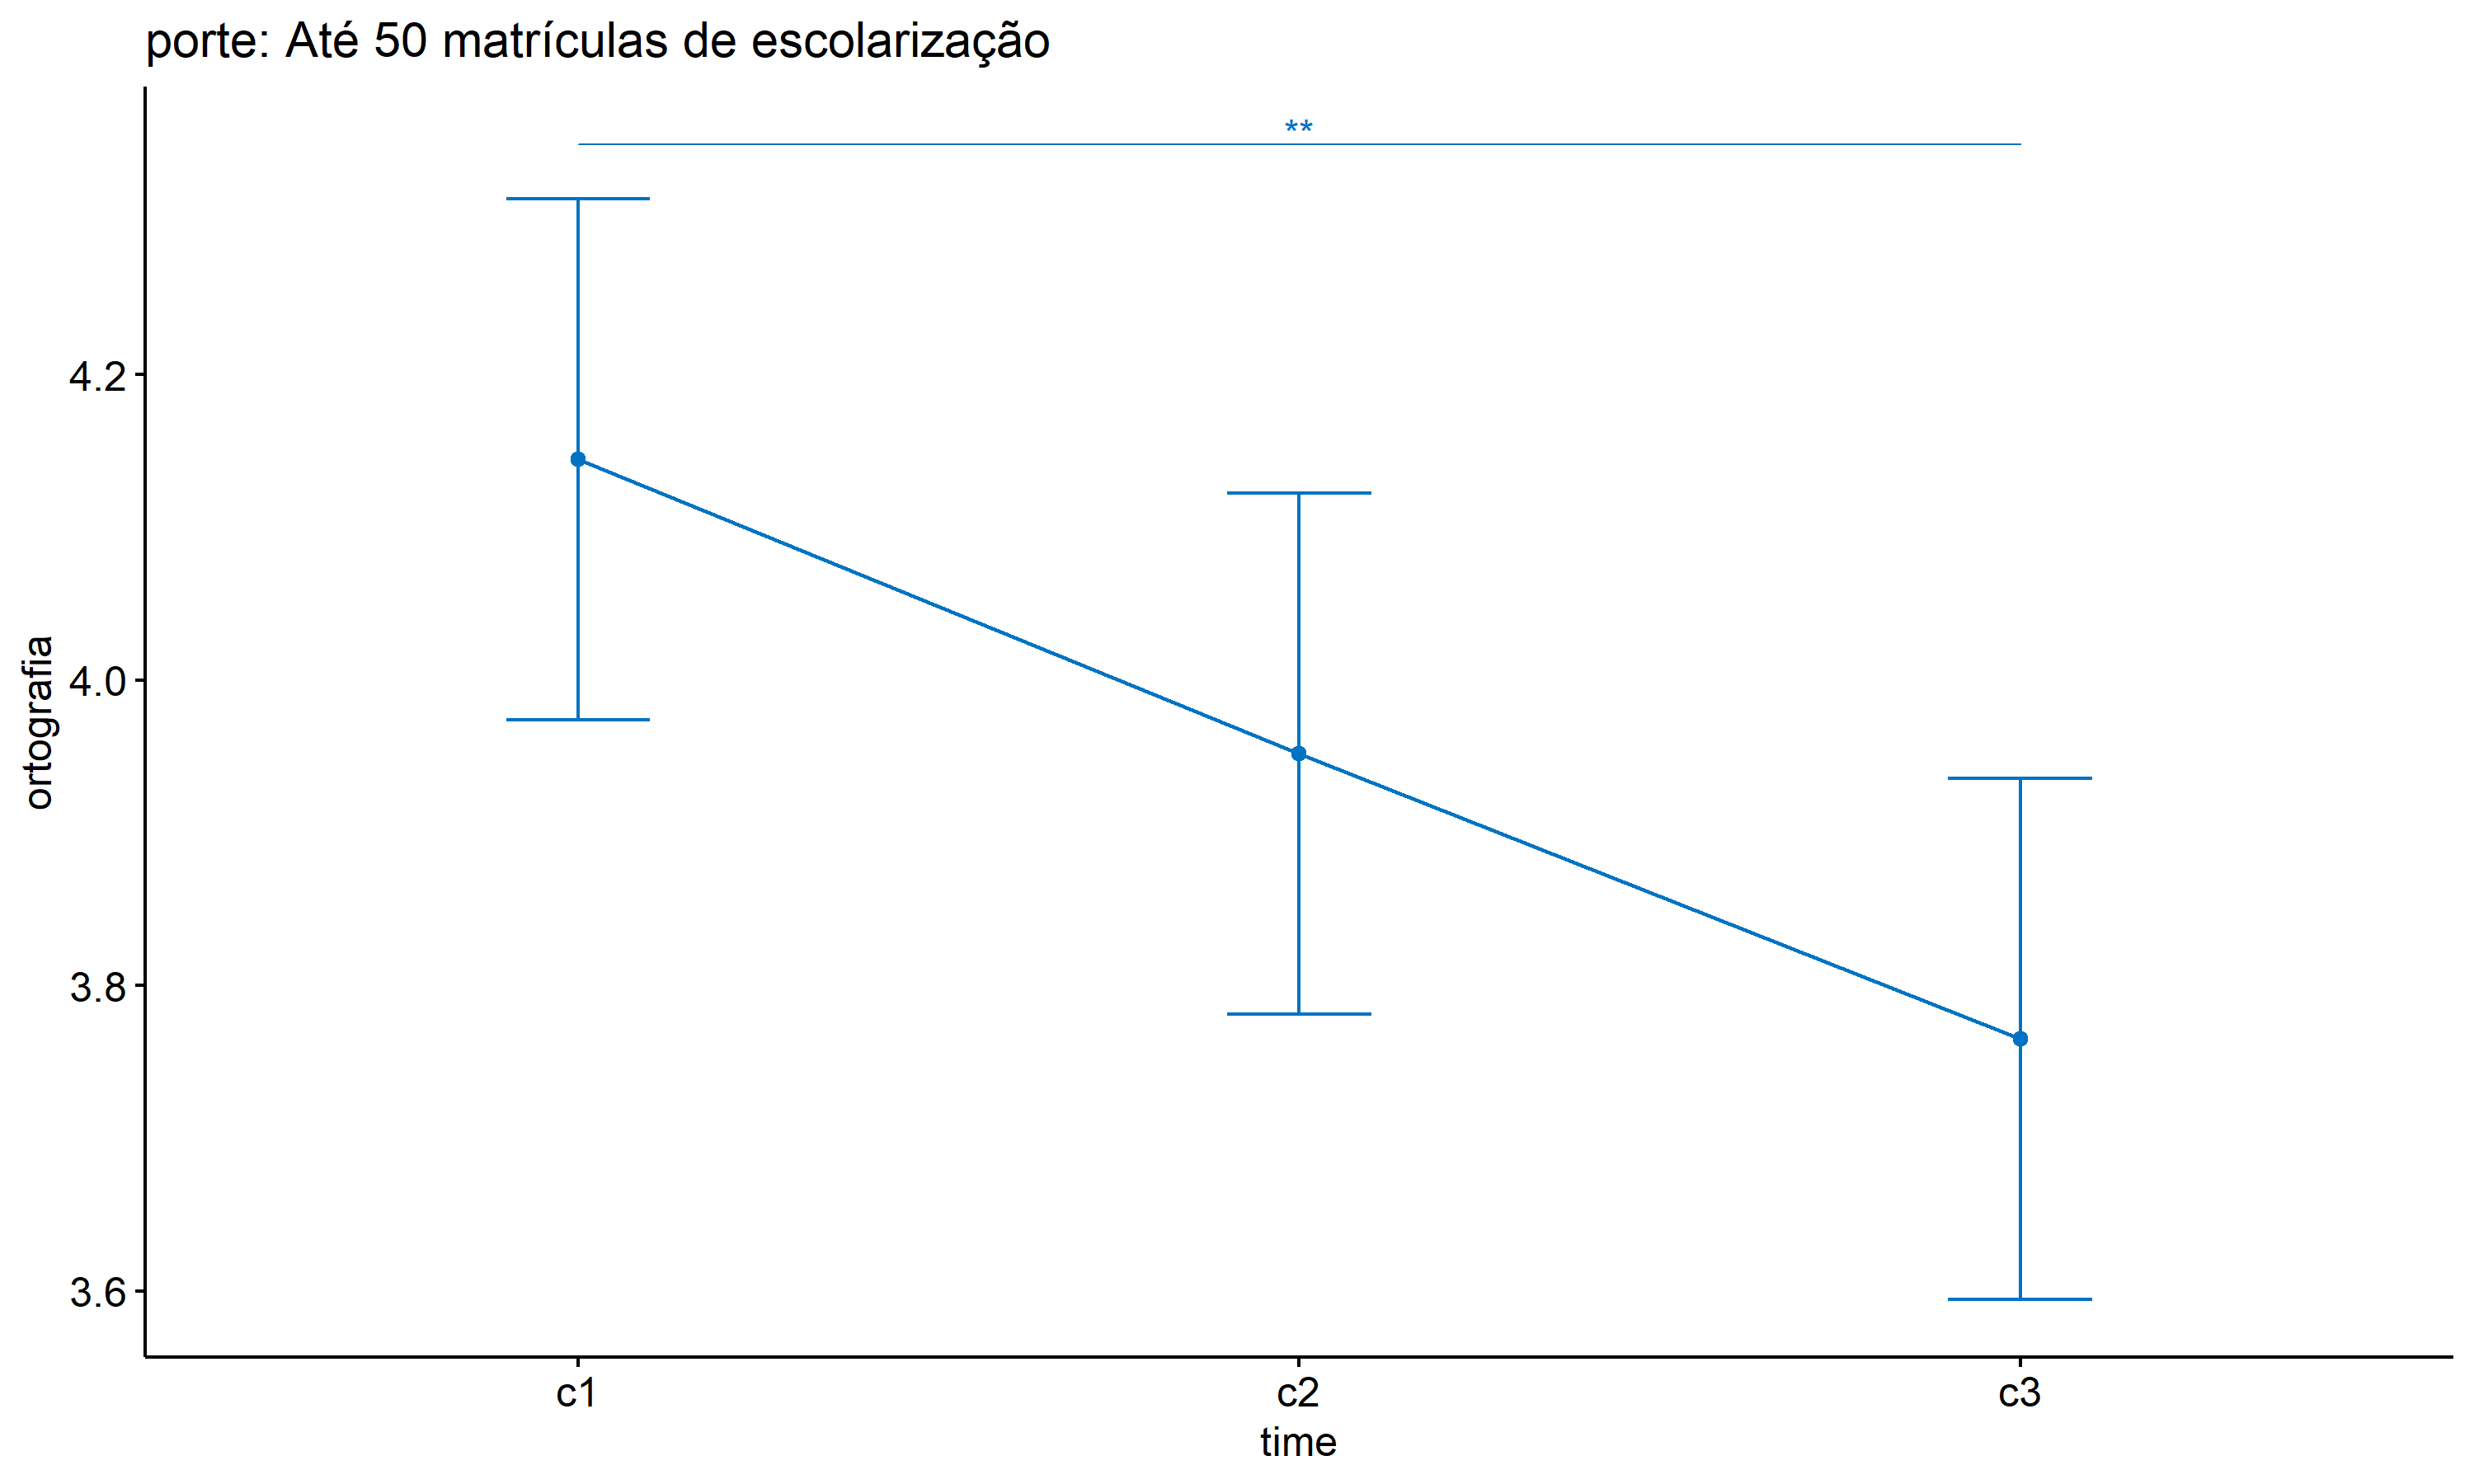 porte: Até 50 matrículas de escolarização
**
4.2
4.0
3.8
3.6
ortografia
c1 c2 c3
time